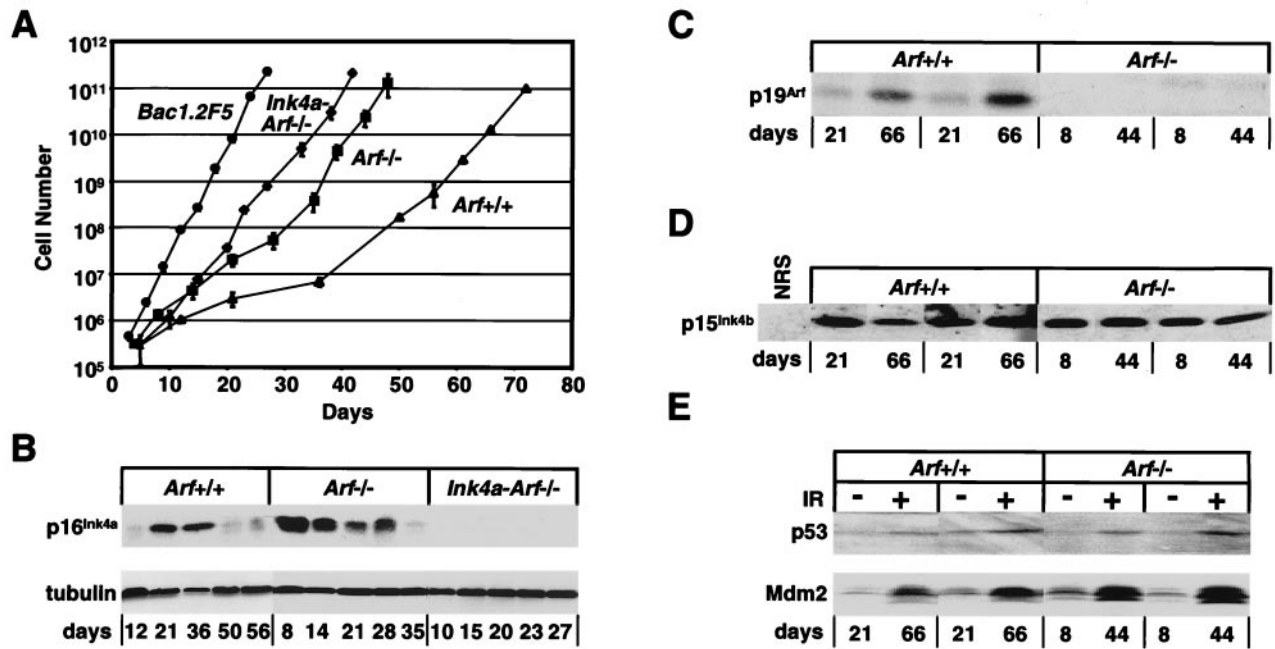 A
10¹²
10¹¹
10¹⁰
10⁹
10⁸
10⁷
10⁶
10⁵
Cell Number
Bac1.2F5
Ink4a-
Arf-/-
Arf-/-
Arf+/+
0 10 20 30 40 50 60 70 80
Days
B
Arf+/+ Arf-/- Ink4a-Arf-/-
p16Ink4a
tubulin
days 12 21 36 50 56 8 14 21 28 35 10 15 20 23 27
C
Arf+/+ Arf-/-
p19Arf
days 21 66 21 66 8 44 8 44
D
NRS
Arf+/+ Arf-/-
p15Ink4b
days 21 66 21 66 8 44 8 44
E
Arf+/+ Arf-/-
IR - + - + - + - +
p53
Mdm2
days 21 66 21 66 8 44 8 44